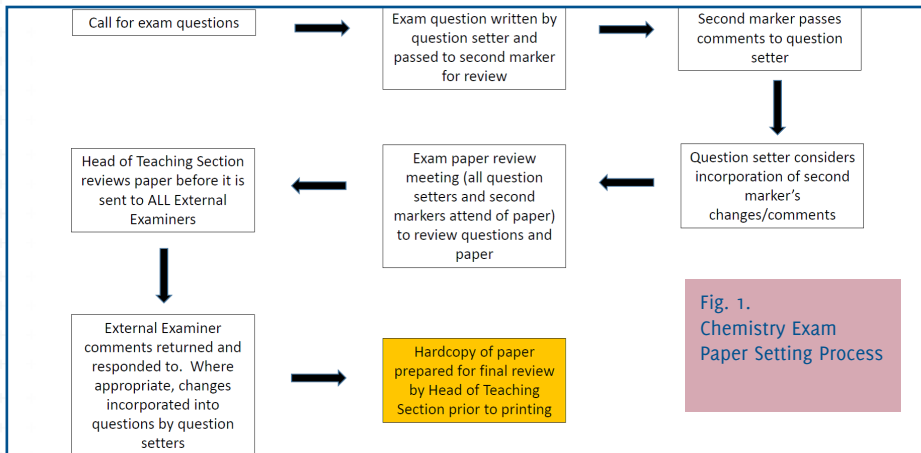 Call for exam questions
Exam question written by
question setter and
passed to second marker
for review
Second marker passes
comments to question
setter
Question setter considers
incorporation of second
marker's
changes/comments
Exam paper review
meeting (all question
setters and second
markers attend of paper)
to review questions and
paper
Head of Teaching Section
reviews paper before it is
sent to ALL External
Examiners
External Examiner
comments returned and
responded to. Where
appropriate, changes
incorporated into
questions by question
setters
Hardcopy of paper
prepared for final review
by Head of Teaching
Section prior to printing
Fig. 1.
Chemistry Exam
Paper Setting Process